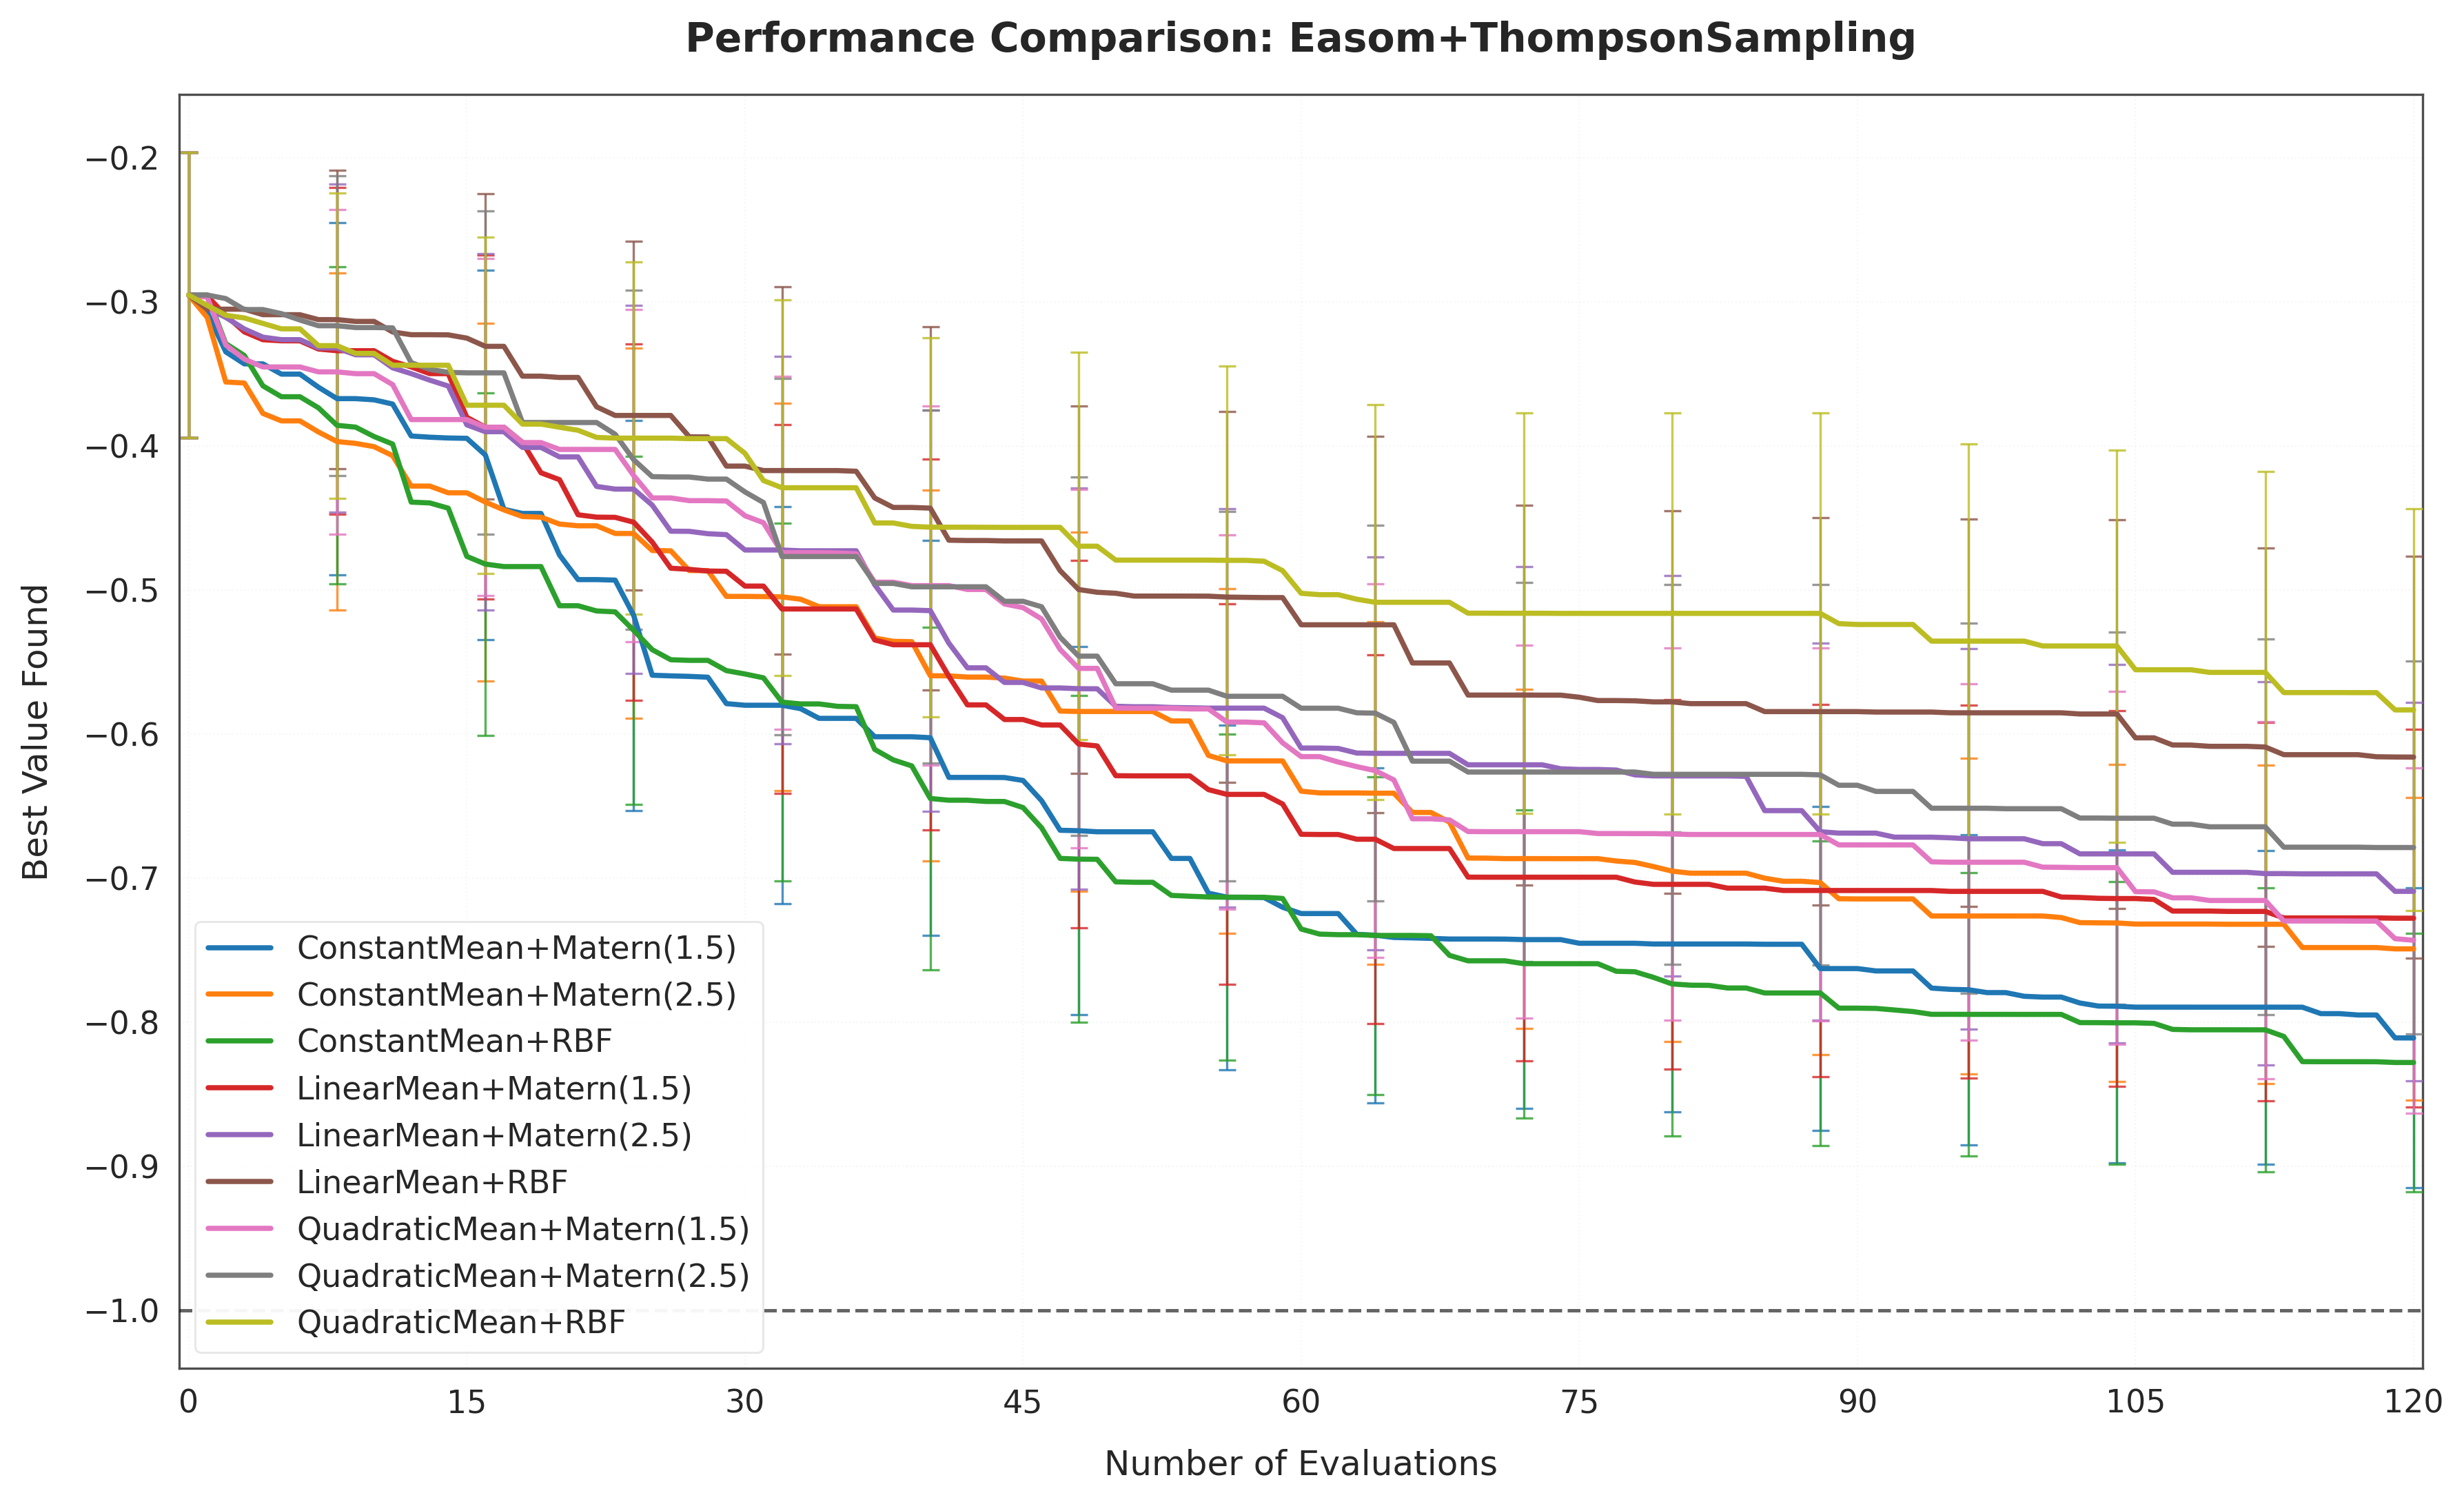 Performance Comparison: Easom+ThompsonSampling
Best Value Found
−0.2
−0.3
−0.4
−0.5
−0.6
−0.7
−0.8
−0.9
−1.0
ConstantMean+Matern(1.5)
ConstantMean+Matern(2.5)
ConstantMean+RBF
LinearMean+Matern(1.5)
LinearMean+Matern(2.5)
LinearMean+RBF
QuadraticMean+Matern(1.5)
QuadraticMean+Matern(2.5)
QuadraticMean+RBF
0 15 30 45 60 75 90 105 120
Number of Evaluations